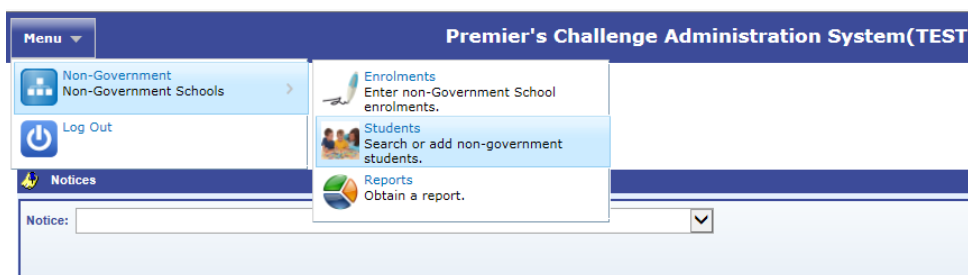 Menu
Premier's Challenge Administration System(TEST
Non-Government
Non-Government Schools
Log Out
Enrolments
Enter non-Government School
enrolments.
Students
Search or add non-government
students.
Reports
Obtain a report.
Notices
Notice: